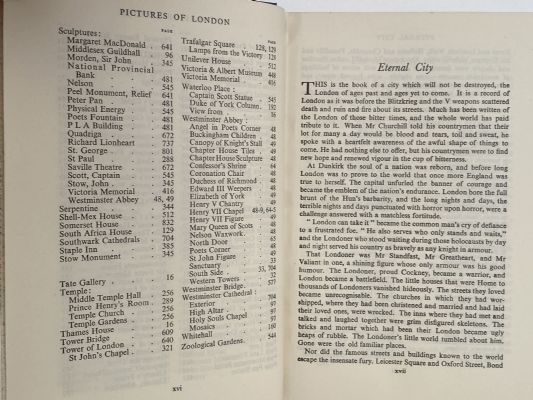 PICTURES OF LONDON
PAGE
Sculptures:
Margaret MacDonald . 641
Middlesex Guildhall . 96
Morden, Sir John . 345
National Provincial
Bank . . 481
Nelson . . 545
Peel Monument, Relief 641
Peter Pan . . 481
Physical Energy . 545
Poets Fountain . 481
P L A Building . 481
Quadriga . . 672
Richard Lionheart . 737
St. George . . 801
St Paul . . 288
Saville Theatre . 672
Scott, Captain . 545
Stow, John . . 345
Victoria Memorial . 416
Westminster Abbey 48, 49
Serpentine . . 344
Shell-Mex House . 512
Somerset House . 832
South Africa House . 129
Southwark Cathedrals . 704
Staple Inn . . 385
Stow Monument . 345
Tate Gallery . . 16
Temple:
Middle Temple Hall . 256
Prince Henry's Room . 289
Temple Church . 256
Temple Gardens . 16
Thames House . 609
Tower Bridge . 640
Tower of London . 321
St John's Chapel .
PAGE
Trafalgar Square . 128, 129
Lamps from the Victory 128
Unilever House . 512
Victoria & Albert Museum 448
Victoria Memorial . 416
Waterloo Place :
Captain Scott Statue . 545
Duke of York Column . 192
View from . . 16
Westminster Abbey :
Angel in Poets Corner 48
Buckingham Children . 48
Canopy of Knight's Stall 49
Chapter House Tiles . 49
Chapter House Sculpture 48
Confessor's Shrine . 64
Coronation Chair . 48
Duchess of Richmond . 48
Edward III Weepers . 48
Elizabeth of York . 49
Henry V Chantry . 49
Henry VII Chapel 48-9, 64-5
Henry VII Figure . 49
Mary Queen of Scots . 48
Nelson Waxwork . 48
North Door . . 65
Poets Corner . . 48
St John Figure . 49
Sanctuary . . 33
South Side . 33, 704
Western Towers . 32
Westminster Bridge . 577
Westminster Cathedral :
Exterior . . 704
High Altar . . 97
Holy Souls Chapel . 97
Mosaics . . 160
Whitehall . . 97
Zoological Gardens . 544
xvi
Eternal City
THIS is the book of a city which will not be destroyed, the
London of ages past and ages yet to come. It is a record of
London as it was before the Blitzkrieg and the V weapons scattered
death and ruin and fire about its streets. Much has been written of
the London of those bitter times, and the whole world has paid
tribute to it. When Mr Churchill told his countrymen that their
lot for many a day would be blood and tears, toil and sweat, he
spoke with a heartfelt awareness of the awful shape of things to
come. He had nothing else to offer, but his countrymen were to find
new hope and renewed vigour in the cup of bitterness.
At Dunkirk the soul of a nation was reborn, and before long
London was to prove to the world that once more England was
true to herself. The capital unfurled the banner of courage and
became the emblem of the nation's endurance. London bore the full
brunt of the Hun's barbarity, and the long nights and days, the
terrible nights and days punctuated with horror upon horror, were a
challenge answered with a matchless fortitude.
" London can take it " became the common man's cry of defiance
to a frustrated foe. " He also serves who only stands and waits,"
and the Londoner who stood waiting during those holocausts by day
and night served his country as bravely as any knight in armour.
That Londoner was Mr Standfast, Mr Greatheart, and Mr
Valiant in one, a shining figure whose only armour was his good
humour. The Londoner, proud Cockney, became a warrior, and
London became a battlefield. The little houses that were Home to
thousands of Londoners vanished hideously. The streets they loved
became unrecognisable. The churches in which they had wor-
shipped, where they had been christened and married and had laid
their loved ones, were wrecked. The inns where they had met and
talked and laughed together were grim disfigured skeletons. The
bricks and mortar which had been their London became ugly
heaps of rubble. The Londoner's little world tumbled about him.
Gone were the old familiar places.
Nor did the famous streets and buildings known to the world
escape the insensate fury. Leicester Square and Oxford Street, Bond
xvii